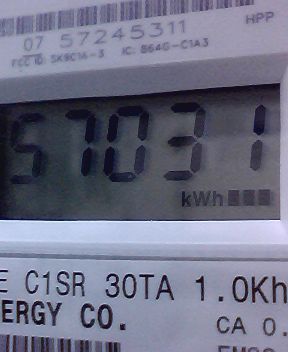 07 57245311 HPP
FCC ID: SK9C1A-3 IC: 864G-C1A3
57031
kWh
E C1SR 30TA 1.0Kh
ERGY CO.
CA 0.